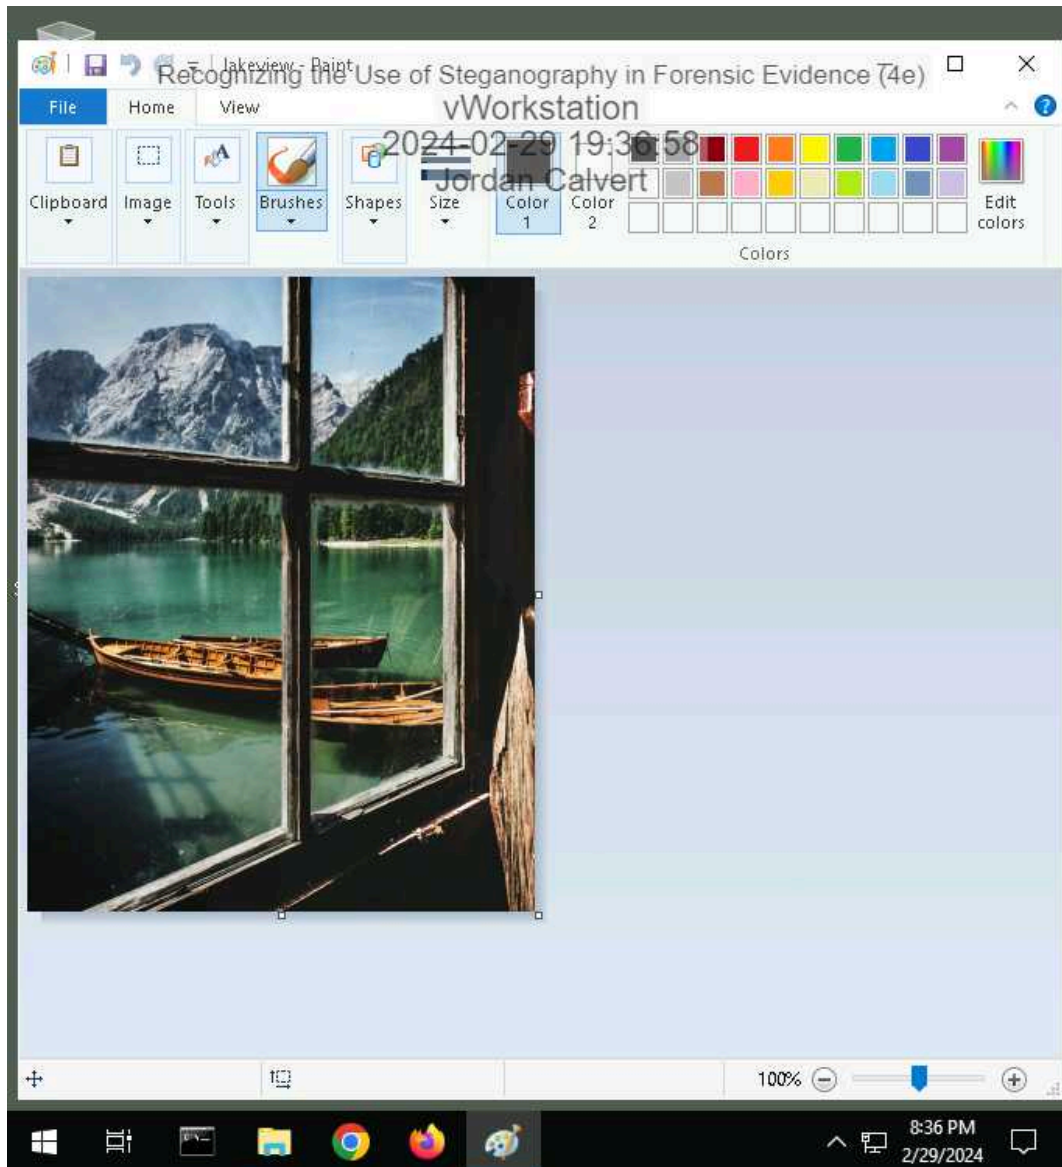 lakeview - Paint
Recognizing the Use of Steganography in Forensic Evidence (4e)
File Home View
vWorkstation
2024-02-29 19:36:58
Jordan Calvert
Clipboard Image Tools Brushes Shapes Size Color 1 Color 2 Edit colors
Colors
100%
8:36 PM
2/29/2024